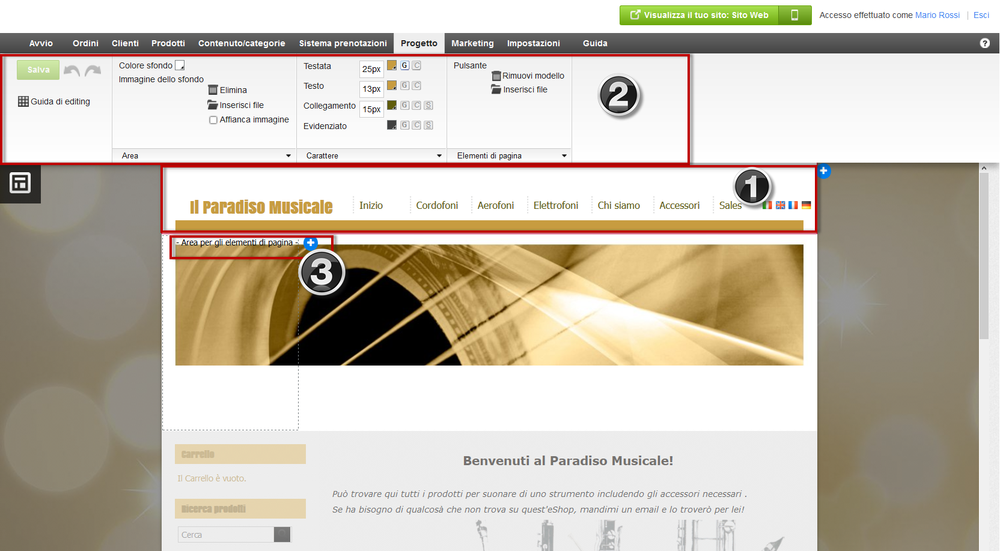 Visualizza il tuo sito: Sito Web
Accesso effettuato come Mario Rossi | Esci
Avvio Ordini Clienti Prodotti Contenuto/categorie Sistema prenotazioni Progetto Marketing Impostazioni Guida ?
Salva
Guida di editing
Colore sfondo
Immagine dello sfondo
Elimina
Inserisci file
Affianca immagine
Area
Testata 25px G C
Testo 13px G C
Collegamento 15px G C S
Evidenziato G C S
Carattere
Pulsante
Rimuovi modello
Inserisci file
Elementi di pagina
2
1
Il Paradiso Musicale Inizio Cordofoni Aerofoni Elettrofoni Chi siamo Accessori Sales
- Area per gli elementi di pagina -
3
Carrello
Il Carrello è vuoto.
Ricerca prodotti
Cerca
Benvenuti al Paradiso Musicale!
Può trovare qui tutti i prodotti per suonare di uno strumento includendo gli accessori necessari .
Se ha bisogno di qualcosà che non trova su quest'eShop, mandimi un email e lo troverò per lei!